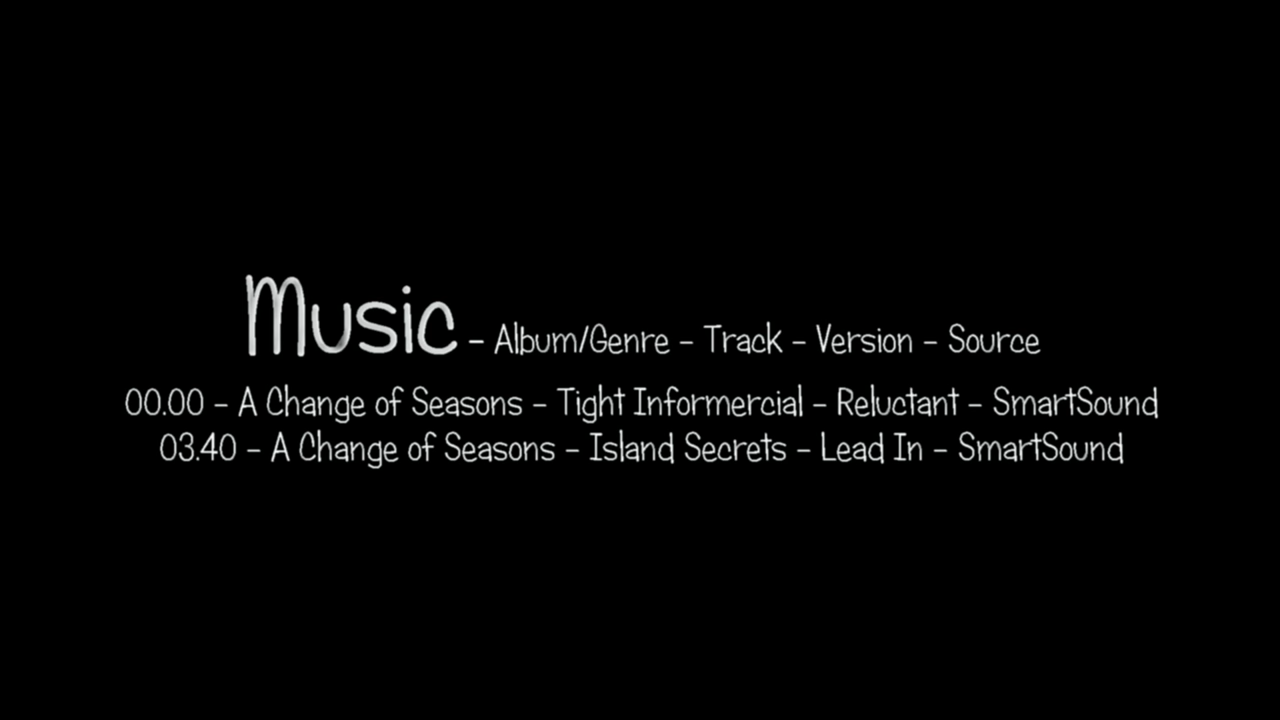 Music - Album/Genre - Track - Version - Source
00.00 - A Change of Seasons - Tight Informercial - Reluctant - SmartSound
03.40 - A Change of Seasons - Island Secrets - Lead In - SmartSound